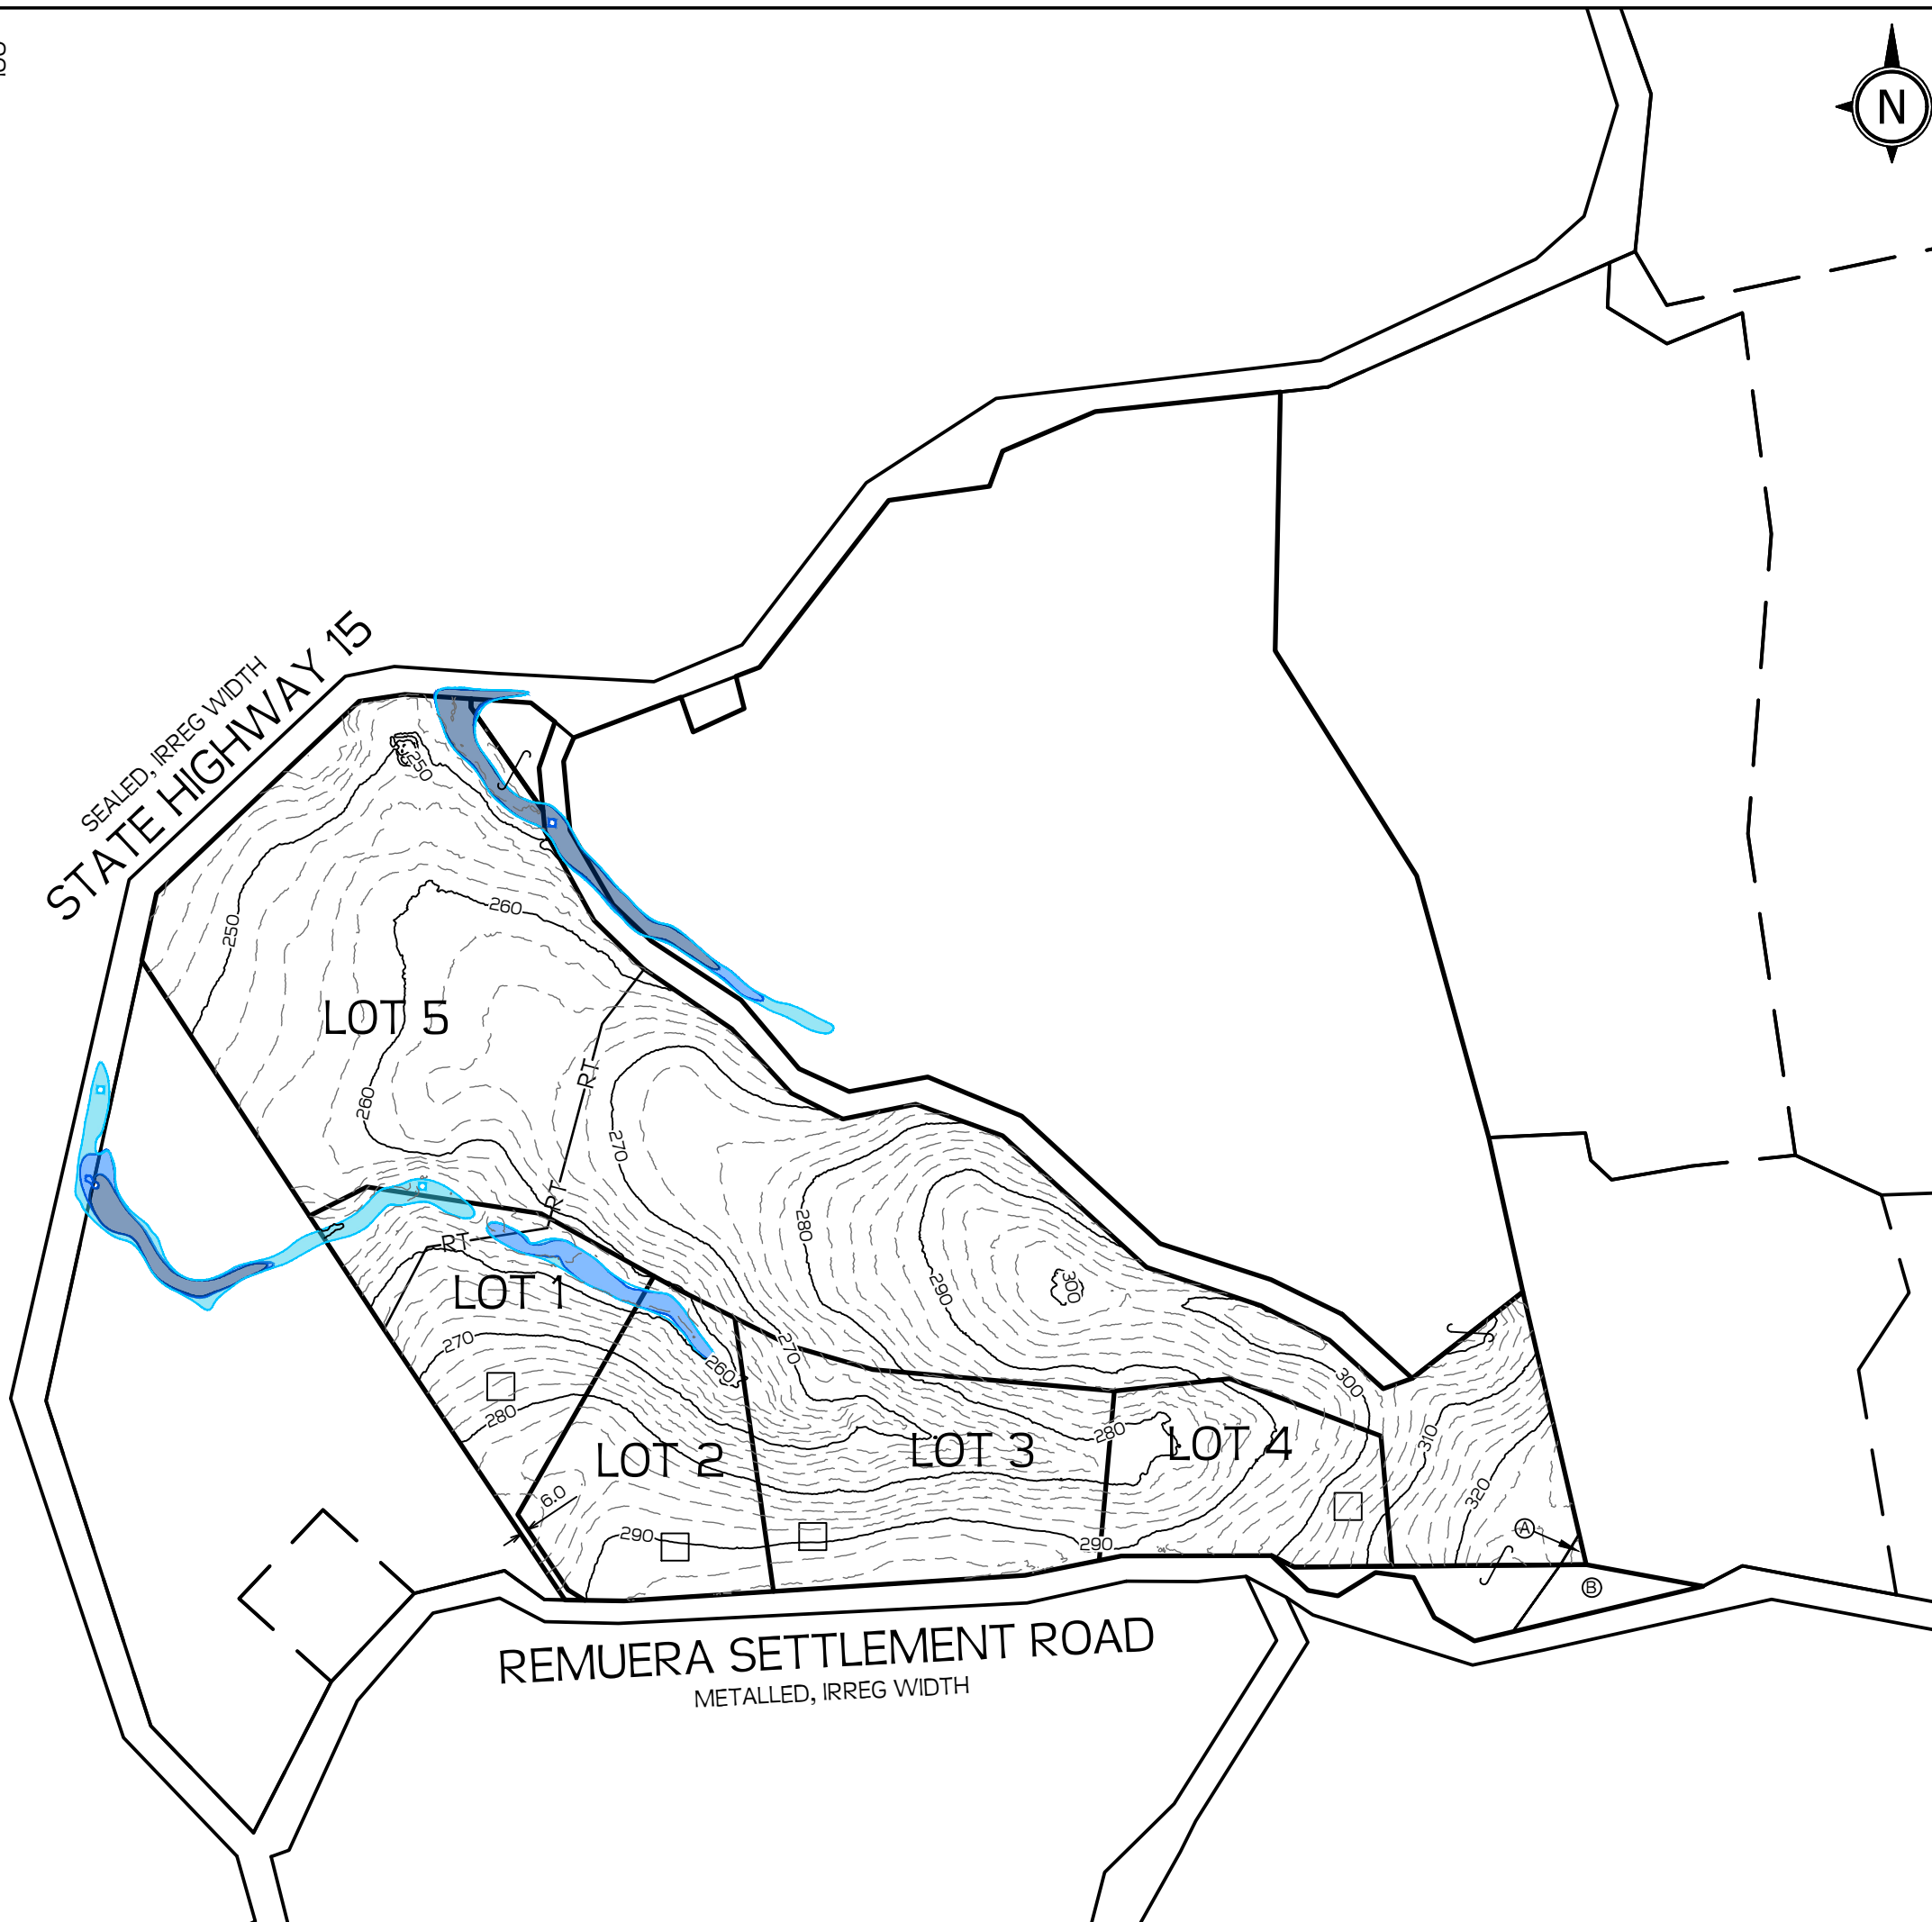 N
SEALED, IRREG WIDTH
STATE HIGHWAY 15
250
260
250
LOT 5
260
RT
270
RT
RT
280
LOT 1
290
300
270
270
260
280
300
280
310
LOT 2
LOT 3
LOT 4
320
6.0
290
290
A
B
REMUERA SETTLEMENT ROAD
METALLED, IRREG WIDTH